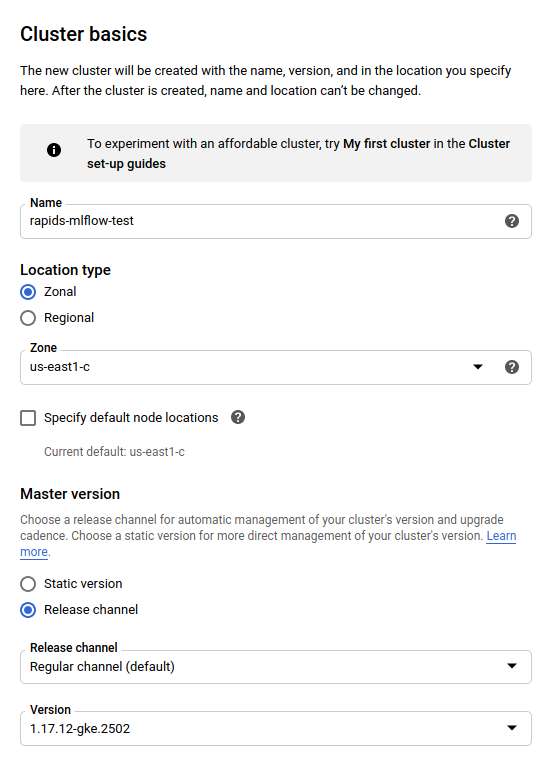 Cluster basics
The new cluster will be created with the name, version, and in the location you specify
here. After the cluster is created, name and location can't be changed.
To experiment with an affordable cluster, try My first cluster in the Cluster
set-up guides
Name
rapids-mlflow-test
Location type
Zonal
Regional
Zone
us-east1-c
Specify default node locations
Current default: us-east1-c
Master version
Choose a release channel for automatic management of your cluster's version and upgrade
cadence. Choose a static version for more direct management of your cluster's version. Learn
more.
Static version
Release channel
Release channel
Regular channel (default)
Version
1.17.12-gke.2502